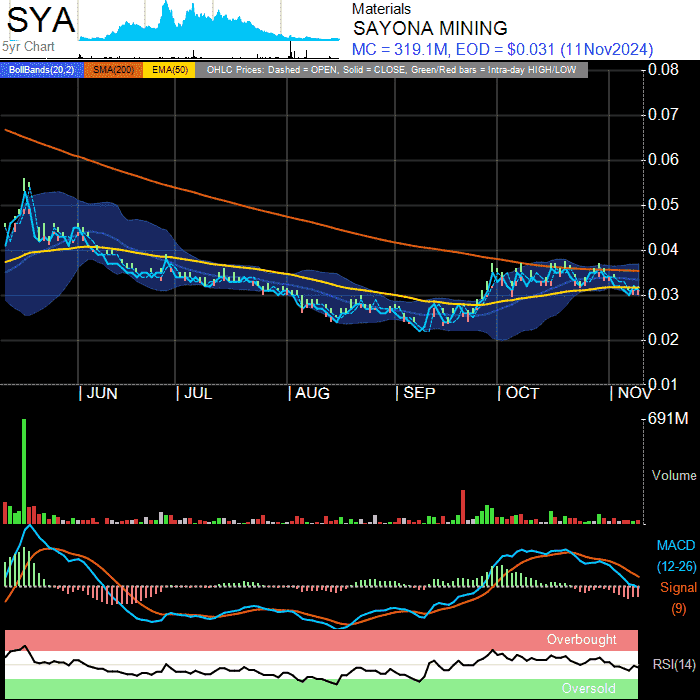 SYA
Materials
SAYONA MINING
5yr Chart
MC = 319.1M, EOD = $0.031 (11Nov2024)
BollBands(20,2) SMA(200) EMA(50) OHLC Prices: Dashed = OPEN, Solid = CLOSE, Green/Red bars = Intra-day HIGH/LOW
0.08
0.07
0.06
0.05
0.04
0.03
0.02
0.01
| JUN | JUL | AUG | SEP | OCT | NOV
691M
Volume
MACD
(12-26)
Signal
(9)
Overbought
RSI(14)
Oversold